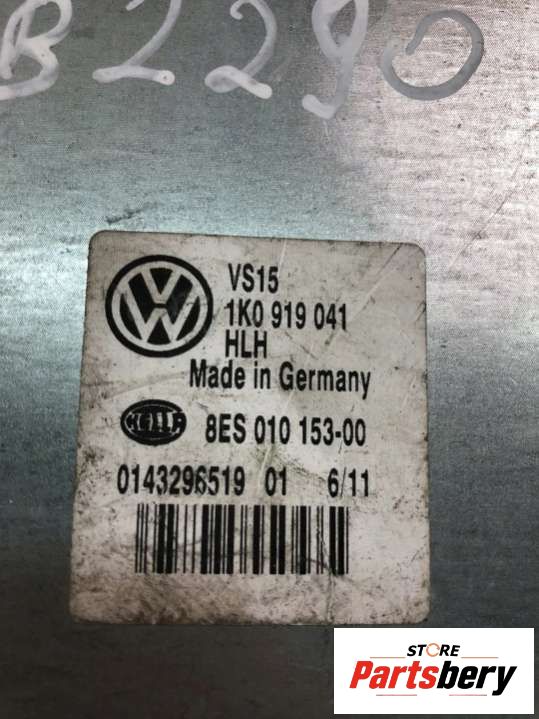 B2290
VS15
1K0 919 041
HLH
Made in Germany
HELLA
8ES 010 153-00
0143296519 01 6/11
STORE
Partsbery